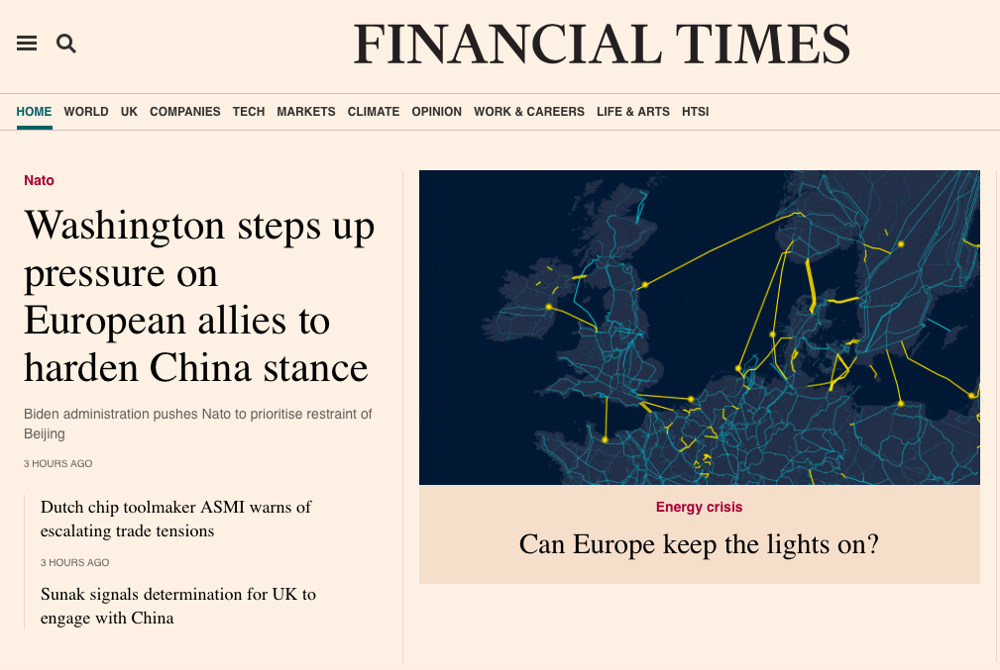 FINANCIAL TIMES
HOME WORLD UK COMPANIES TECH MARKETS CLIMATE OPINION WORK & CAREERS LIFE & ARTS HTSI
Nato
Washington steps up
pressure on
European allies to
harden China stance
Biden administration pushes Nato to prioritise restraint of
Beijing
3 HOURS AGO
Dutch chip toolmaker ASMI warns of
escalating trade tensions
3 HOURS AGO
Sunak signals determination for UK to
engage with China
Energy crisis
Can Europe keep the lights on?